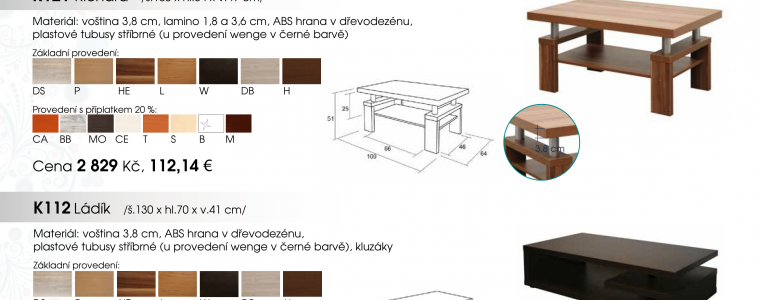 Materiál: voština 3,8 cm, lamino 1,8 a 3,6 cm, ABS hrana v dřevodezénu,
plastové tubusy stříbrné (u provedení wenge v černé barvě)
Základní provedení:
DS P HE L W DB H
Provedení s příplatkem 20 %:
CA BB MO CE T S B M
Cena 2 829 Kč, 112,14 €
51
25
66
100
46
64
3,8 cm
K112 Ládík /š.130 x hl.70 x v.41 cm/
Materiál: voština 3,8 cm, ABS hrana v dřevodezénu,
plastové tubusy stříbrné (u provedení wenge v černé barvě), kluzáky
Základní provedení: